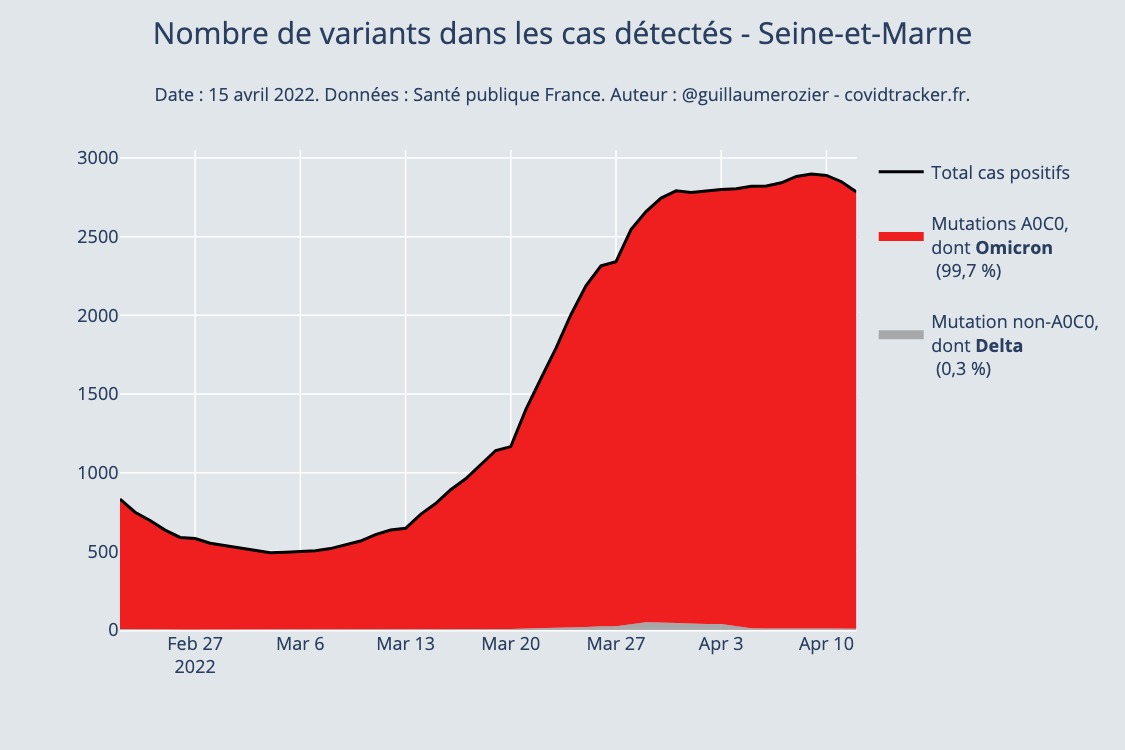 Nombre de variants dans les cas détectés - Seine-et-Marne
Date : 15 avril 2022. Données : Santé publique France. Auteur : @guillaumerozier - covidtracker.fr.
3000
2500
2000
1500
1000
500
0
Feb 27
2022
Mar 6
Mar 13
Mar 20
Mar 27
Apr 3
Apr 10
Total cas positifs
Mutations A0C0,
dont Omicron
(99,7 %)
Mutation non-A0C0,
dont Delta
(0,3 %)